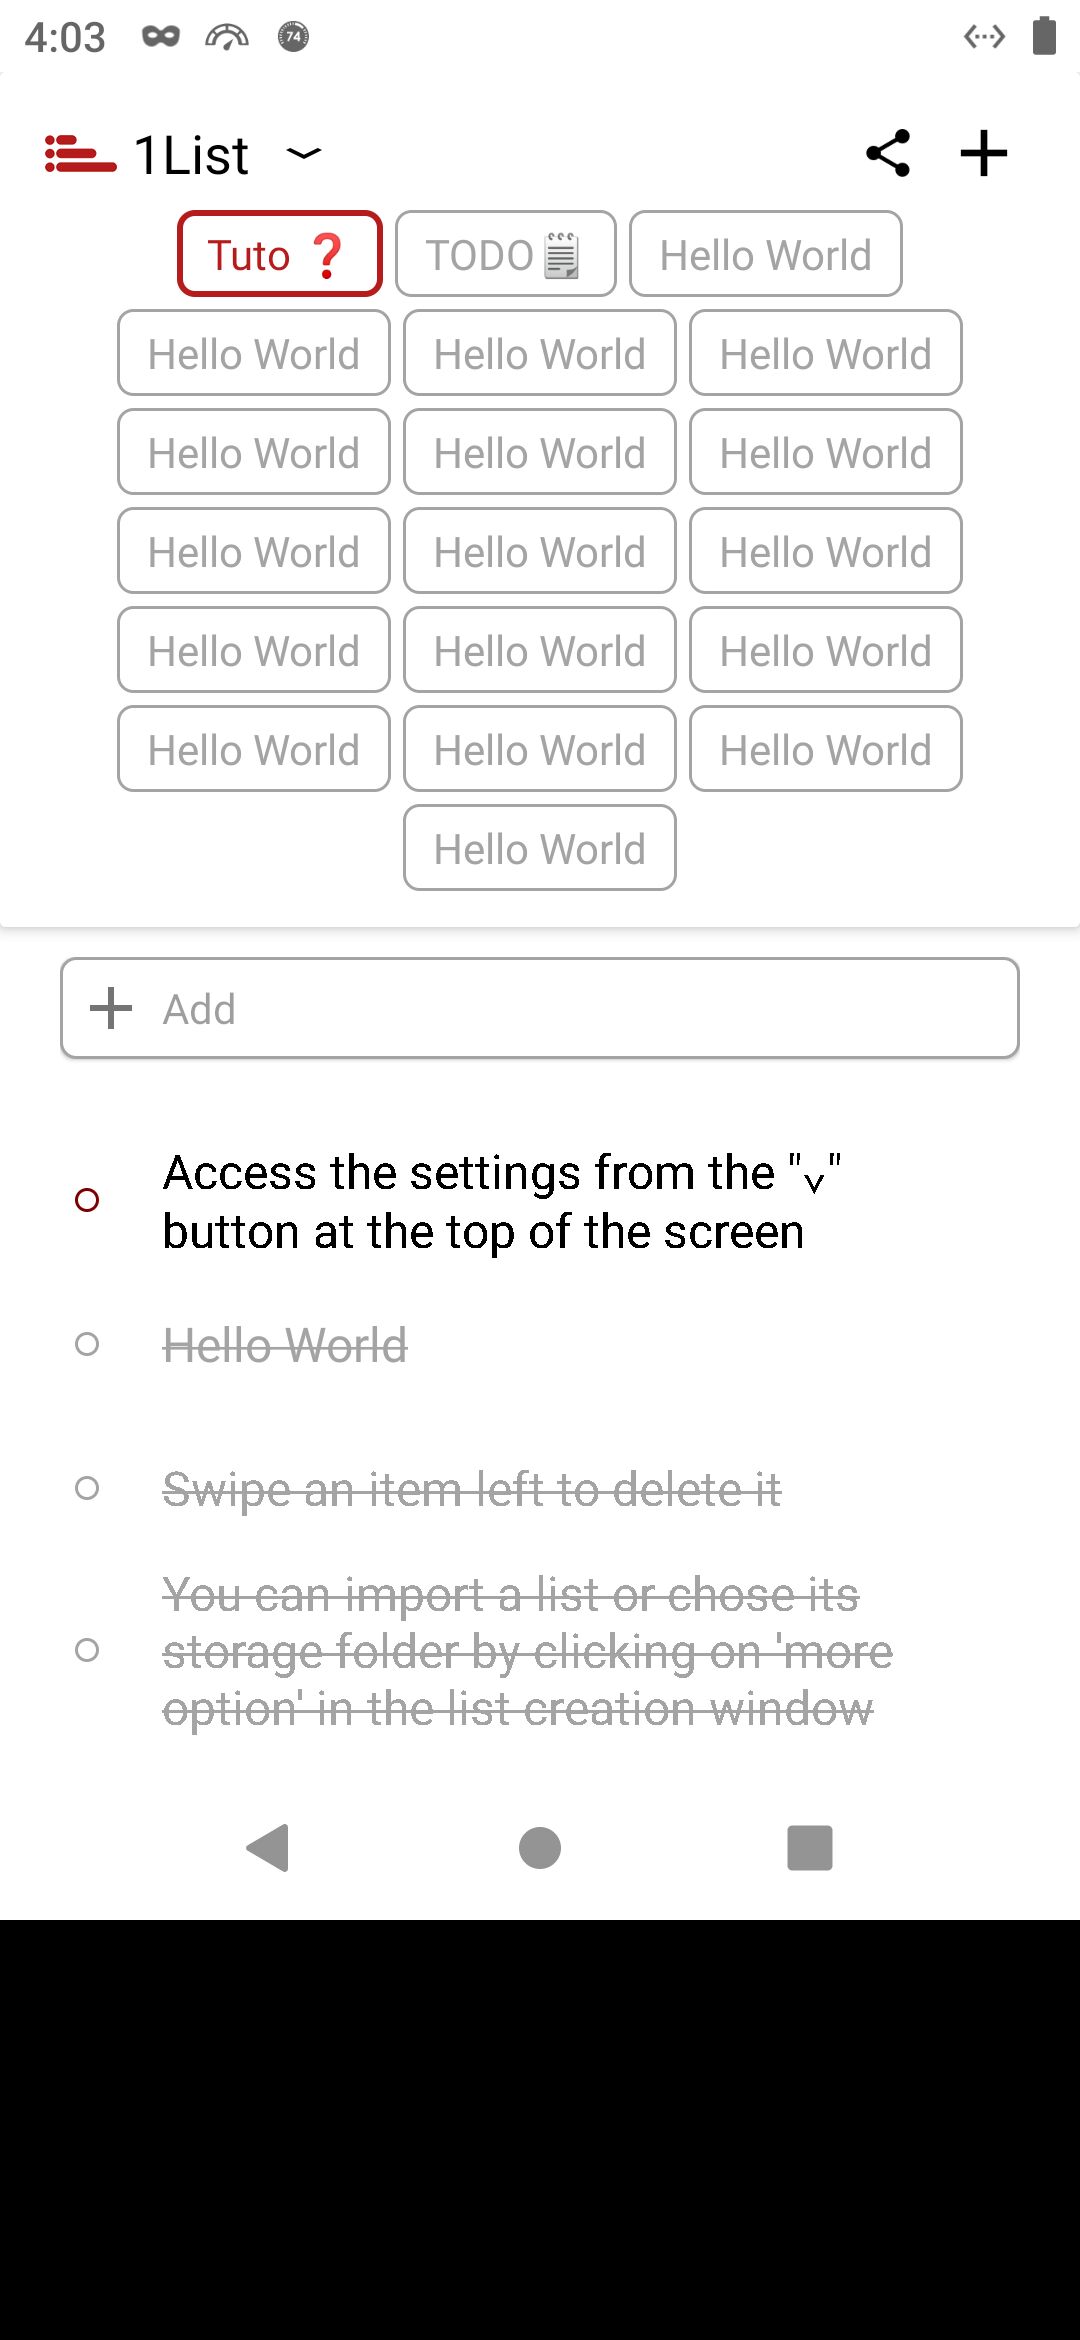 4:03
74
1List
Tuto ❓ TODO🗒 Hello World
Hello World Hello World Hello World
Hello World Hello World Hello World
Hello World Hello World Hello World
Hello World Hello World Hello World
Hello World Hello World Hello World
Hello World
Add
Access the settings from the "˅"
button at the top of the screen
Hello World
Swipe an item left to delete it
You can import a list or chose its
storage folder by clicking on 'more
option' in the list creation window